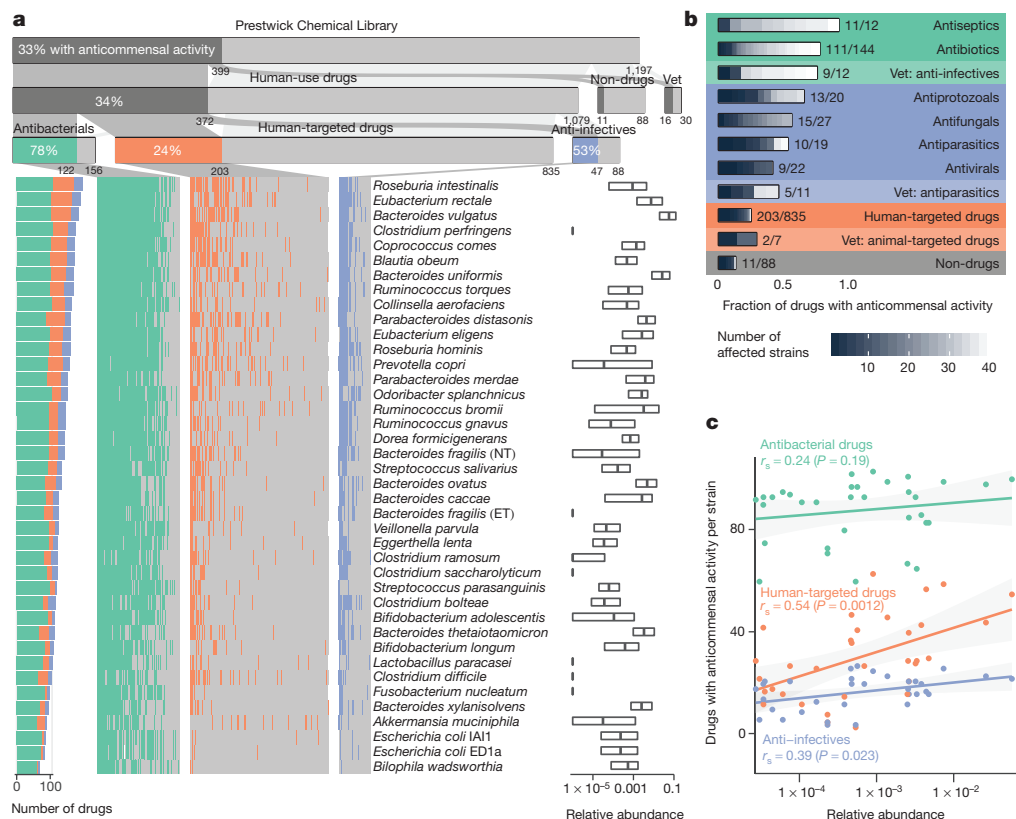 a
Prestwick Chemical Library
33% with anticommensal activity
399
1,197
Human-use drugs
Non-drugs
Vet
34%
372
1,079
11
88
16
30
Antibacterials
Human-targeted drugs
Anti-infectives
78%
24%
53%
122
156
203
835
47
88
Roseburia intestinalis
Eubacterium rectale
Bacteroides vulgatus
Clostridium perfringens
Coprococcus comes
Blautia obeum
Bacteroides uniformis
Ruminococcus torques
Collinsella aerofaciens
Parabacteroides distasonis
Eubacterium eligens
Roseburia hominis
Prevotella copri
Parabacteroides merdae
Odoribacter splanchnicus
Ruminococcus bromii
Ruminococcus gnavus
Dorea formicigenerans
Bacteroides fragilis (NT)
Streptococcus salivarius
Bacteroides ovatus
Bacteroides caccae
Bacteroides fragilis (ET)
Veillonella parvula
Eggerthella lenta
Clostridium ramosum
Clostridium saccharolyticum
Streptococcus parasanguinis
Clostridium bolteae
Bifidobacterium adolescentis
Bacteroides thetaiotaomicron
Bifidobacterium longum
Lactobacillus paracasei
Clostridium difficile
Fusobacterium nucleatum
Bacteroides xylanisolvens
Akkermansia muciniphila
Escherichia coli IAI1
Escherichia coli ED1a
Bilophila wadsworthia
0 100
Number of drugs
1 × 10⁻⁵ 0.001 0.1
Relative abundance
b
11/12 Antiseptics
111/144 Antibiotics
9/12 Vet: anti-infectives
13/20 Antiprotozoals
15/27 Antifungals
10/19 Antiparasitics
9/22 Antivirals
5/11 Vet: antiparasitics
203/835 Human-targeted drugs
2/7 Vet: animal-targeted drugs
11/88 Non-drugs
0 0.5 1.0
Fraction of drugs with anticommensal activity
Number of
affected strains
10 20 30 40
c
Antibacterial drugs
rₛ = 0.24 (P = 0.19)
Human-targeted drugs
rₛ = 0.54 (P = 0.0012)
Anti–infectives
rₛ = 0.39 (P = 0.023)
Drugs with anticommensal activity per strain
80
40
0
1 × 10⁻⁴ 1 × 10⁻³ 1 × 10⁻²
Relative abundance